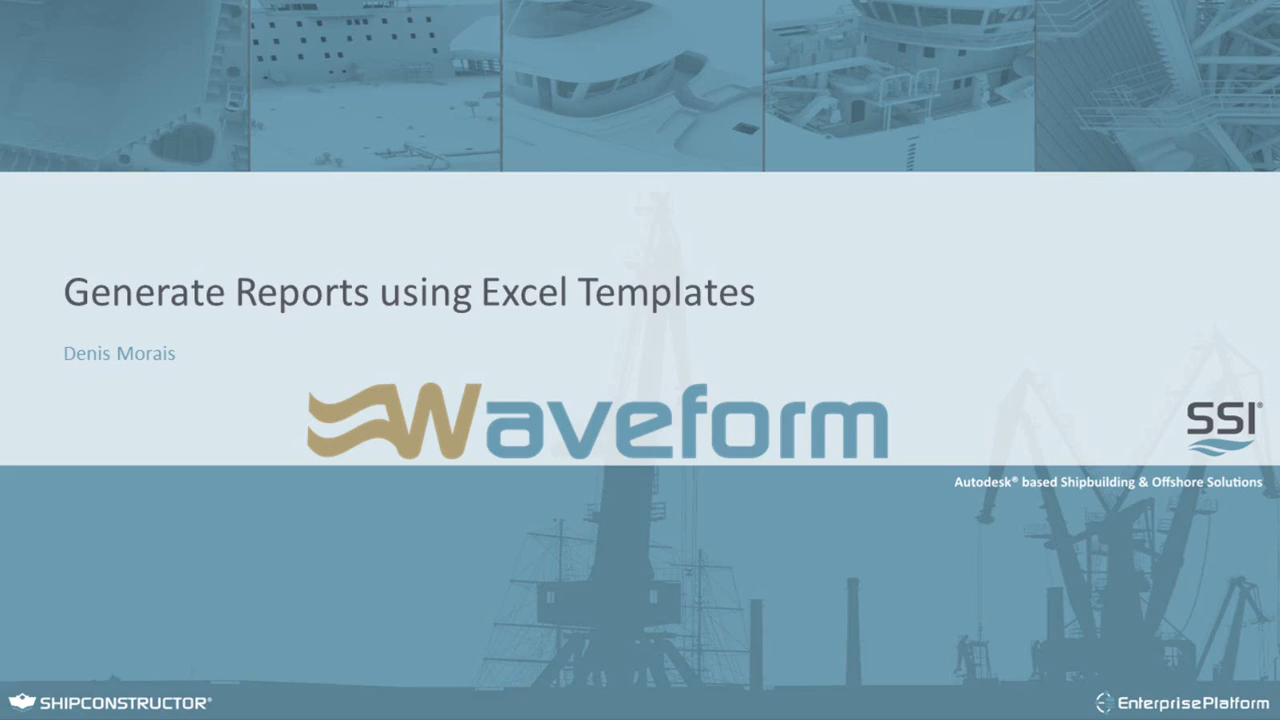 Generate Reports using Excel Templates
Denis Morais
Waveform
SSI®
Autodesk® based Shipbuilding & Offshore Solutions
SHIPCONSTRUCTOR®
EnterprisePlatform